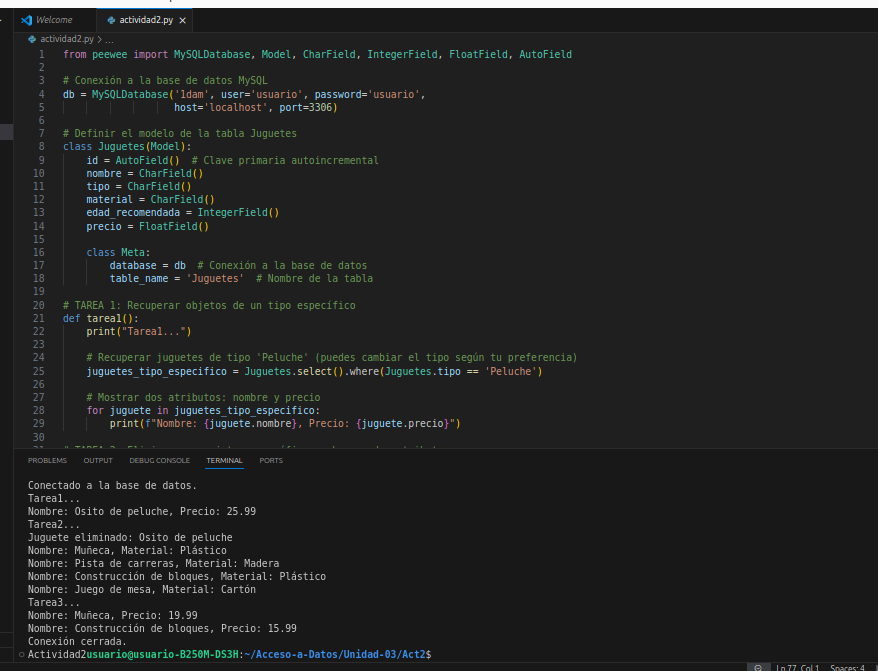 Welcome
actividad2.py ×
actividad2.py > ...
1 from peewee import MySQLDatabase, Model, CharField, IntegerField, FloatField, AutoField
2
3 # Conexión a la base de datos MySQL
4 db = MySQLDatabase('1dam', user='usuario', password='usuario',
5 host='localhost', port=3306)
6
7 # Definir el modelo de la tabla Juguetes
8 class Juguetes(Model):
9 id = AutoField() # Clave primaria autoincremental
10 nombre = CharField()
11 tipo = CharField()
12 material = CharField()
13 edad_recomendada = IntegerField()
14 precio = FloatField()
15
16 class Meta:
17 database = db # Conexión a la base de datos
18 table_name = 'Juguetes' # Nombre de la tabla
19
20 # TAREA 1: Recuperar objetos de un tipo específico
21 def tarea1():
22 print("Tarea1...")
23
24 # Recuperar juguetes de tipo 'Peluche' (puedes cambiar el tipo según tu preferencia)
25 juguetes_tipo_especifico = Juguetes.select().where(Juguetes.tipo == 'Peluche')
26
27 # Mostrar dos atributos: nombre y precio
28 for juguete in juguetes_tipo_especifico:
29 print(f"Nombre: {juguete.nombre}, Precio: {juguete.precio}")
30
PROBLEMS OUTPUT DEBUG CONSOLE TERMINAL PORTS
Conectado a la base de datos.
Tarea1...
Nombre: Osito de peluche, Precio: 25.99
Tarea2...
Juguete eliminado: Osito de peluche
Nombre: Muñeca, Material: Plástico
Nombre: Pista de carreras, Material: Madera
Nombre: Construcción de bloques, Material: Plástico
Nombre: Juego de mesa, Material: Cartón
Tarea3...
Nombre: Muñeca, Precio: 19.99
Nombre: Construcción de bloques, Precio: 15.99
Conexión cerrada.
Actividad2usuario@usuario-B250M-DS3H:~/Acceso-a-Datos/Unidad-03/Act2$
Ln 77, Col 1 Spaces: 4